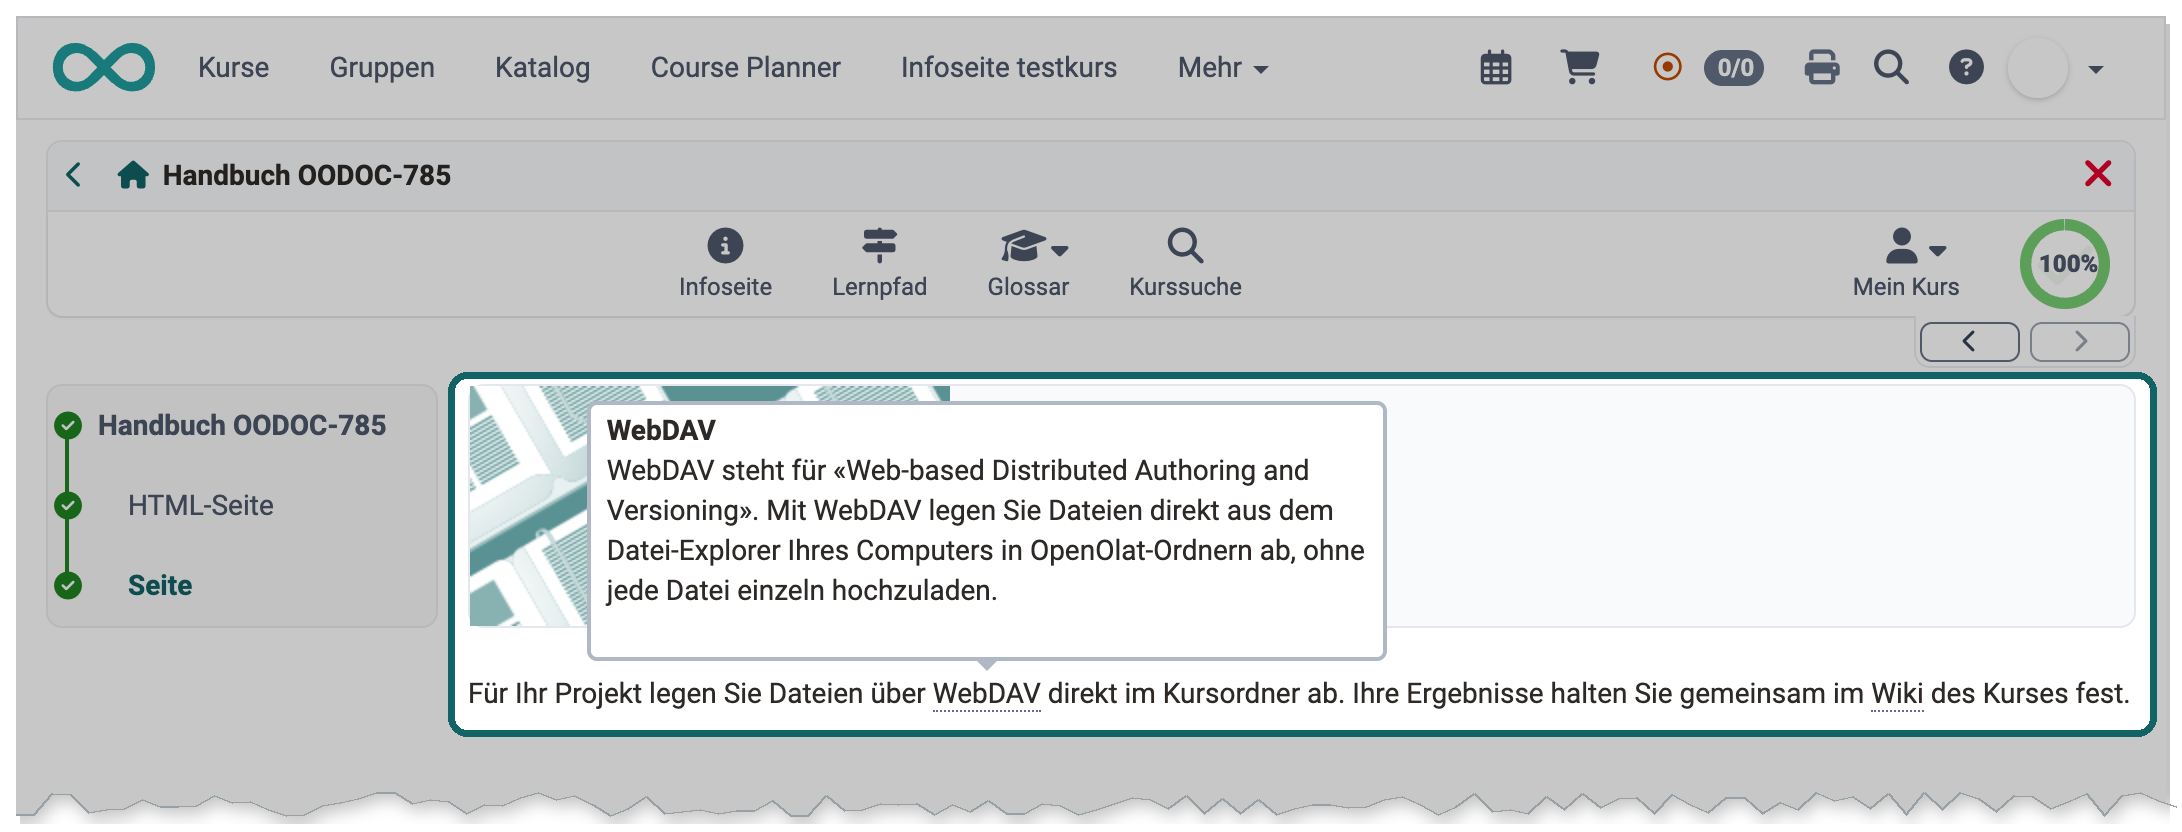 Kurse Gruppen Katalog Course Planner Infoseite testkurs Mehr 0/0 ?
Handbuch OODOC-785
Infoseite Lernpfad Glossar Kurssuche Mein Kurs 100%
Handbuch OODOC-785
HTML-Seite
Seite
WebDAV
WebDAV steht für «Web-based Distributed Authoring and
Versioning». Mit WebDAV legen Sie Dateien direkt aus dem
Datei-Explorer Ihres Computers in OpenOlat-Ordnern ab, ohne
jede Datei einzeln hochzuladen.
Für Ihr Projekt legen Sie Dateien über WebDAV direkt im Kursordner ab. Ihre Ergebnisse halten Sie gemeinsam im Wiki des Kurses fest.